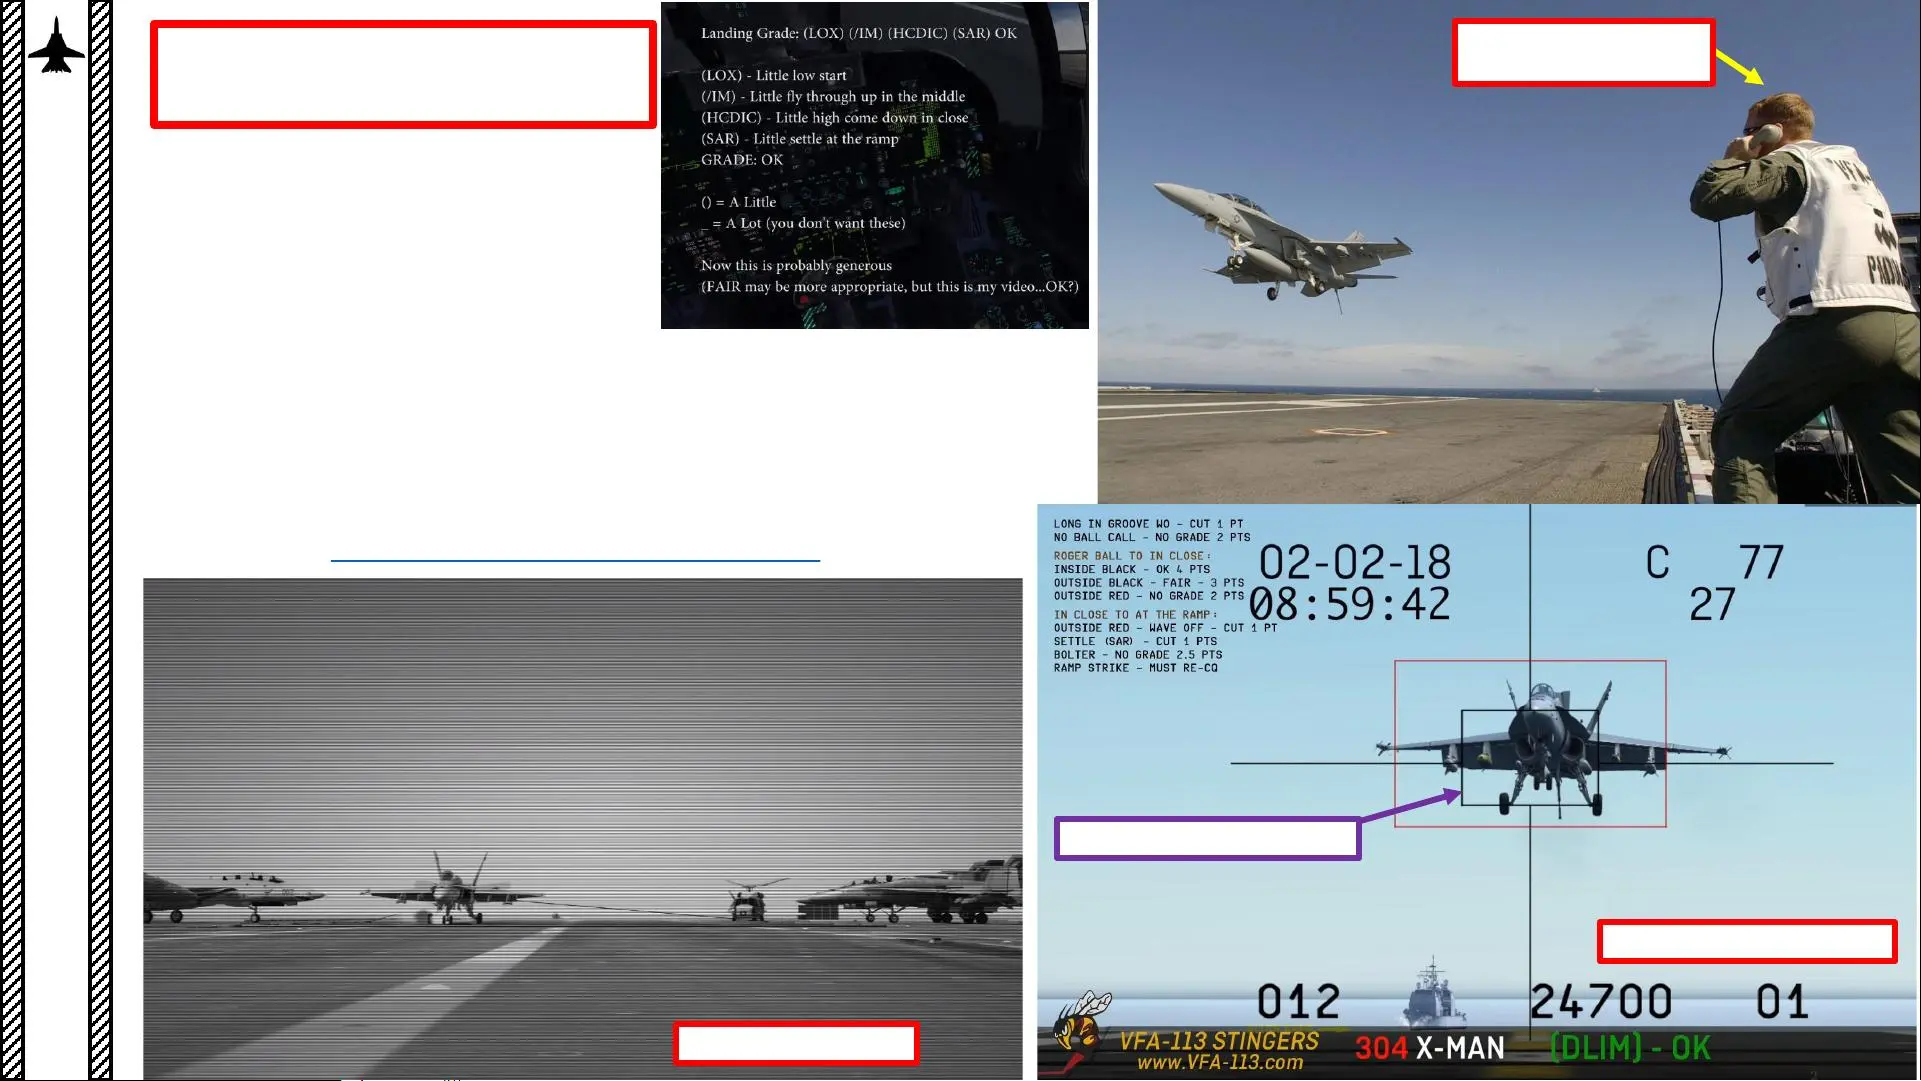 Landing Grade: (LOX) (/IM) (HCDIC) (SAR) OK
(LOX) - Little low start
(/IM) - Little fly through up in the middle
(HCDIC) - Little high come down in close
(SAR) - Little settle at the ramp
GRADE: OK
() = A Little
_ = A Lot (you don't want these)
Now this is probably generous
(FAIR may be more appropriate, but this is my video...OK?)
LONG IN GROOVE WO - CUT 1 PT
NO BALL CALL - NO GRADE 2 PTS
ROGER BALL TO IN CLOSE:
INSIDE BLACK - OK 4 PTS
OUTSIDE BLACK - FAIR - 3 PTS
OUTSIDE RED - NO GRADE 2 PTS
IN CLOSE TO AT THE RAMP:
OUTSIDE RED - WAVE OFF - CUT 1 PT
SETTLE (SAR) - CUT 1 PTS
BOLTER - NO GRADE 2.5 PTS
RAMP STRIKE - MUST RE-CQ
02-02-18
08:59:42
C 77
27
012
24700
01
VFA-113 STINGERS
www.VFA-113.com
304 X-MAN
(DLIM) - OK